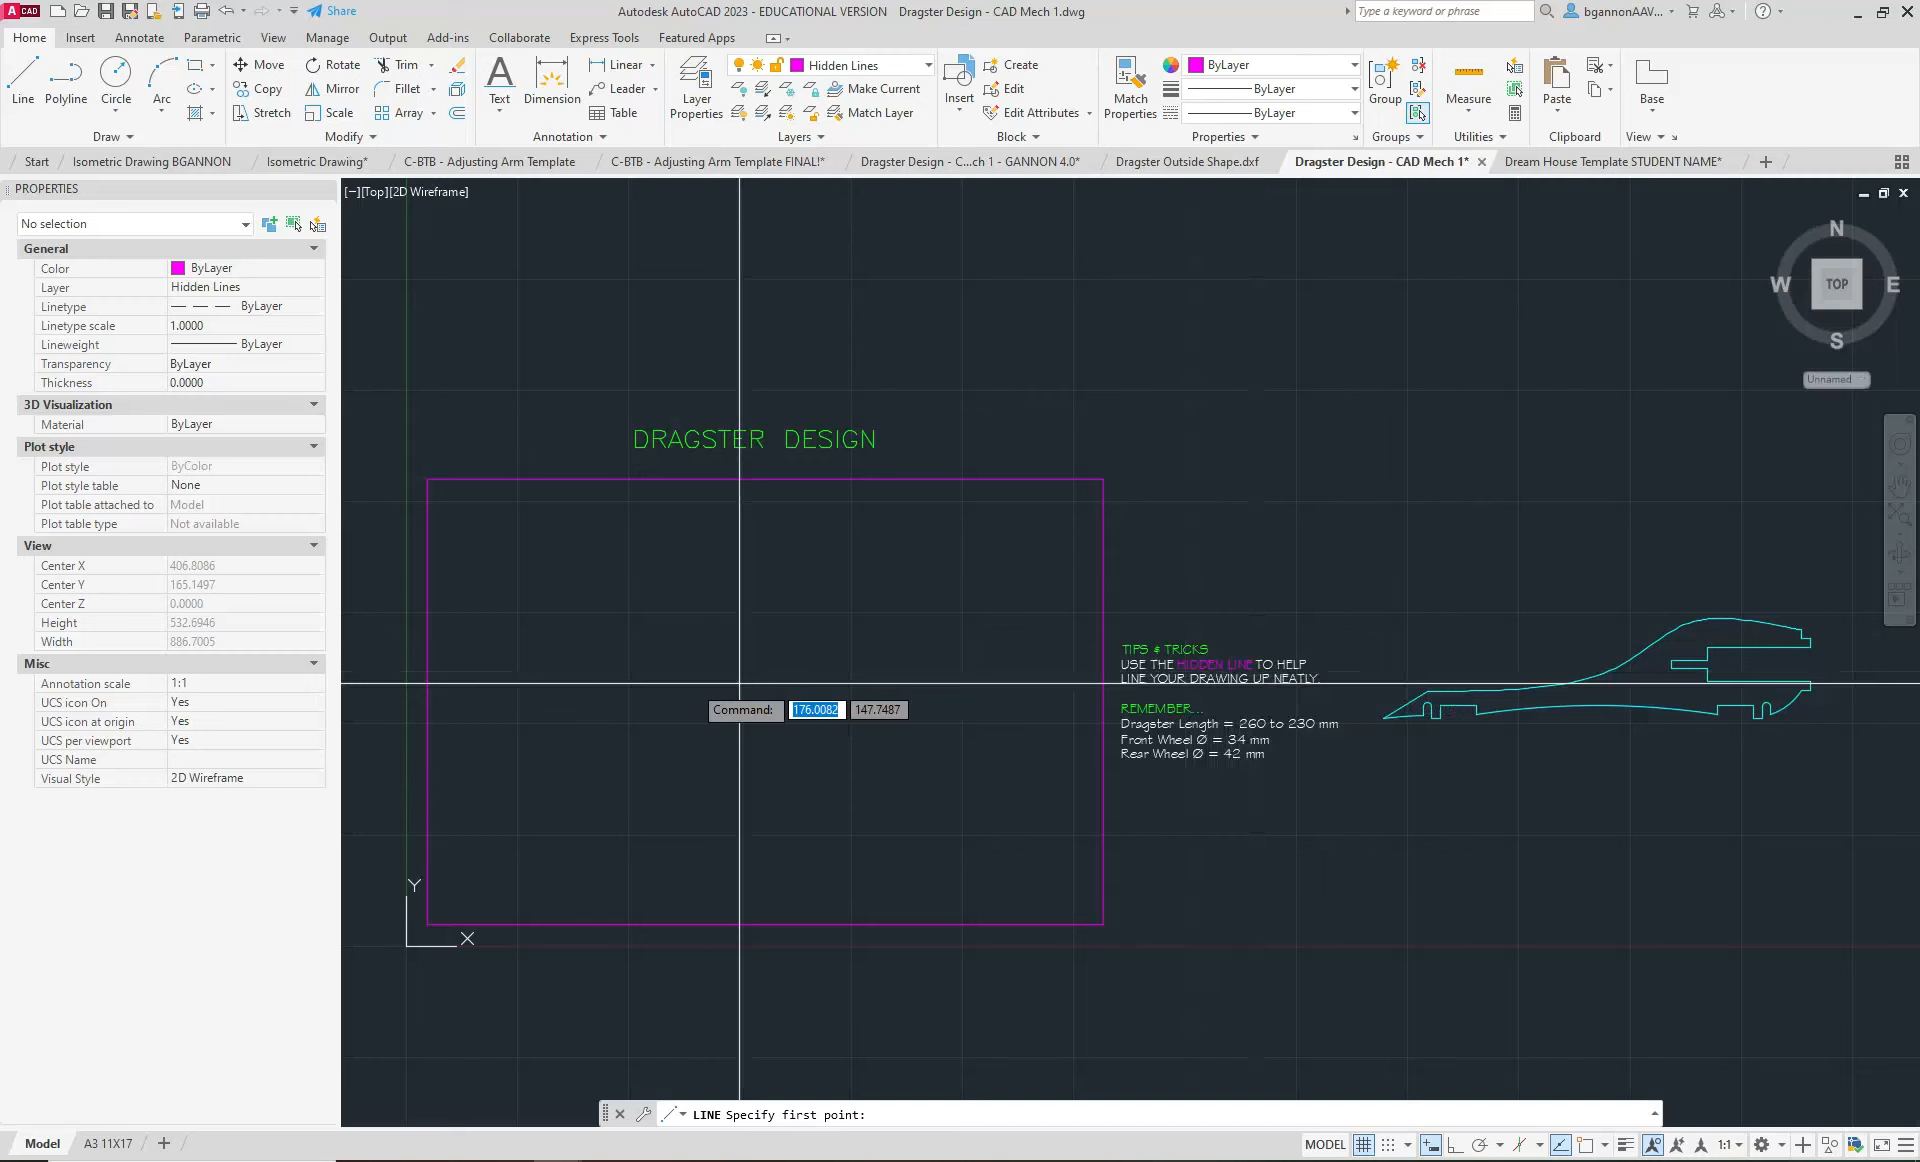 A CAD Share Autodesk AutoCAD 2023 - EDUCATIONAL VERSION Dragster Design - CAD Mech 1.dwg Type a keyword or phrase bgannonAAV...
Home Insert Annotate Parametric View Manage Output Add-ins Collaborate Express Tools Featured Apps
Line Polyline Circle Arc
Move Rotate Trim
Copy Mirror Fillet
Stretch Scale Array
Text Dimension
Linear
Leader
Table
Layer Properties
Hidden Lines
Make Current
Match Layer
Insert
Create
Edit
Edit Attributes
Match Properties
ByLayer
ByLayer
ByLayer
Group Measure Paste Base
Draw Modify Annotation Layers Block Properties Groups Utilities Clipboard View
Start Isometric Drawing BGANNON Isometric Drawing* C-BTB - Adjusting Arm Template C-BTB - Adjusting Arm Template FINAL!* Dragster Design - C...ch 1 - GANNON 4.0* Dragster Outside Shape.dxf Dragster Design - CAD Mech 1* Dream House Template STUDENT NAME*
PROPERTIES
No selection
General
Color ByLayer
Layer Hidden Lines
Linetype ByLayer
Linetype scale 1.0000
Lineweight ByLayer
Transparency ByLayer
Thickness 0.0000
3D Visualization
Material ByLayer
Plot style
Plot style ByColor
Plot style table None
Plot table attached to Model
Plot table type Not available
View
Center X 406.8086
Center Y 165.1497
Center Z 0.0000
Height 532.6946
Width 886.7005
Misc
Annotation scale 1:1
UCS icon On Yes
UCS icon at origin Yes
UCS per viewport Yes
UCS Name
Visual Style 2D Wireframe
[−][Top][2D Wireframe]
N
W TOP E
S
Unnamed
DRAGSTER DESIGN
TIPS & TRICKS
USE THE HIDDEN LINE TO HELP
LINE YOUR DRAWING UP NEATLY.
REMEMBER...
Dragster Length = 260 to 230 mm
Front Wheel Ø = 34 mm
Rear Wheel Ø = 42 mm
Command: 176.0082 147.7487
Y
X
LINE Specify first point:
Model A3 11X17 MODEL 1:1